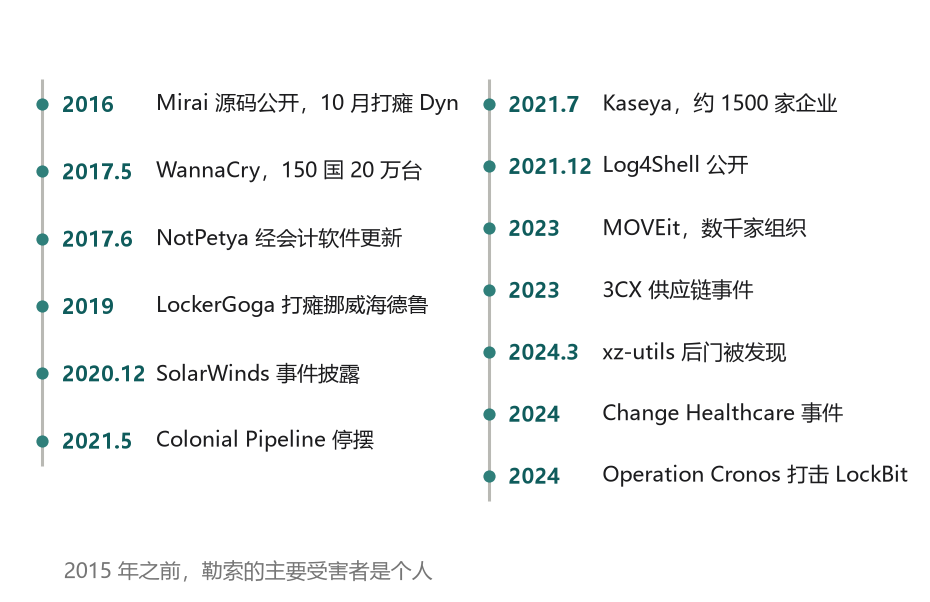 2016 Mirai 源码公开，10 月打瘫 Dyn
2017.5 WannaCry，150 国 20 万台
2017.6 NotPetya 经会计软件更新
2019 LockerGoga 打瘫挪威海德鲁
2020.12 SolarWinds 事件披露
2021.5 Colonial Pipeline 停摆
2021.7 Kaseya，约 1500 家企业
2021.12 Log4Shell 公开
2023 MOVEit，数千家组织
2023 3CX 供应链事件
2024.3 xz-utils 后门被发现
2024 Change Healthcare 事件
2024 Operation Cronos 打击 LockBit
2015 年之前，勒索的主要受害者是个人